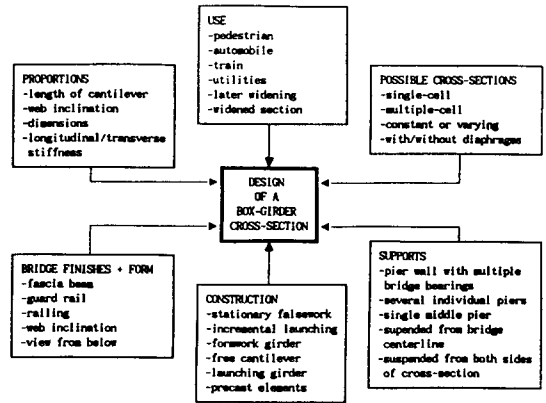 USE
-pedestrian
-automobile
-train
-utilities
-later widening
-widened section
PROPORTIONS
-length of cantilever
-web inclination
-dimensions
-longitudinal/transverse
stiffness
POSSIBLE CROSS-SECTIONS
-single-cell
-multiple-cell
-constant or varying
-with/without diaphragms
DESIGN
OF A
BOX-GIRDER
CROSS-SECTION
BRIDGE FINISHES + FORM
-fascia beam
-guard rail
-railing
-web inclination
-view from below
CONSTRUCTION
-stationary falsework
-incremental launching
-formwork girder
-free cantilever
-launching girder
-precast elements
SUPPORTS
-pier wall with multiple
bridge bearings
-several individual piers
-single middle pier
-supended from bridge
centerline
-suspended from both sides
of cross-section